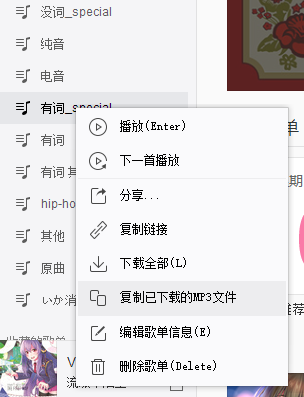 没词_special
纯音
电音
有词_special
有词
有词
hip-ho
其他
原曲
いか消
播放(Enter)
下一首播放
分享...
复制链接
下载全部(L)
复制已下载的MP3文件
编辑歌单信息(E)
删除歌单(Delete)
单
期
推荐
V